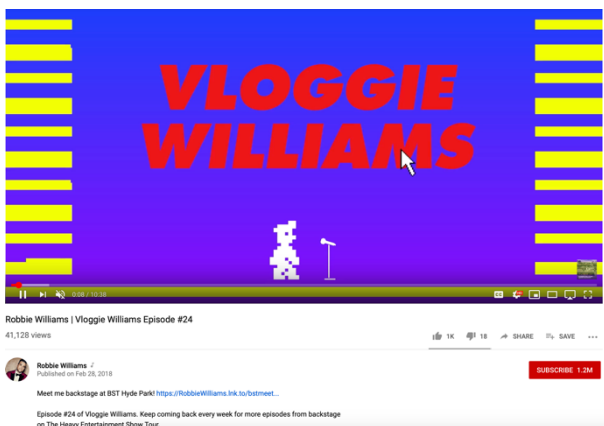 VLOGGIE
WILLIAMS
0:08 / 10:38
CC
Robbie Williams | Vloggie Williams Episode #24
41,128 views
1K 18 SHARE SAVE
Robbie Williams
Published on Feb 28, 2018
SUBSCRIBE 1.2M
Meet me backstage at BST Hyde Park! https://RobbieWilliams.lnk.to/bstmeet...
Episode #24 of Vloggie Williams. Keep coming back every week for more episodes from backstage
on The Heavy Entertainment Show Tour